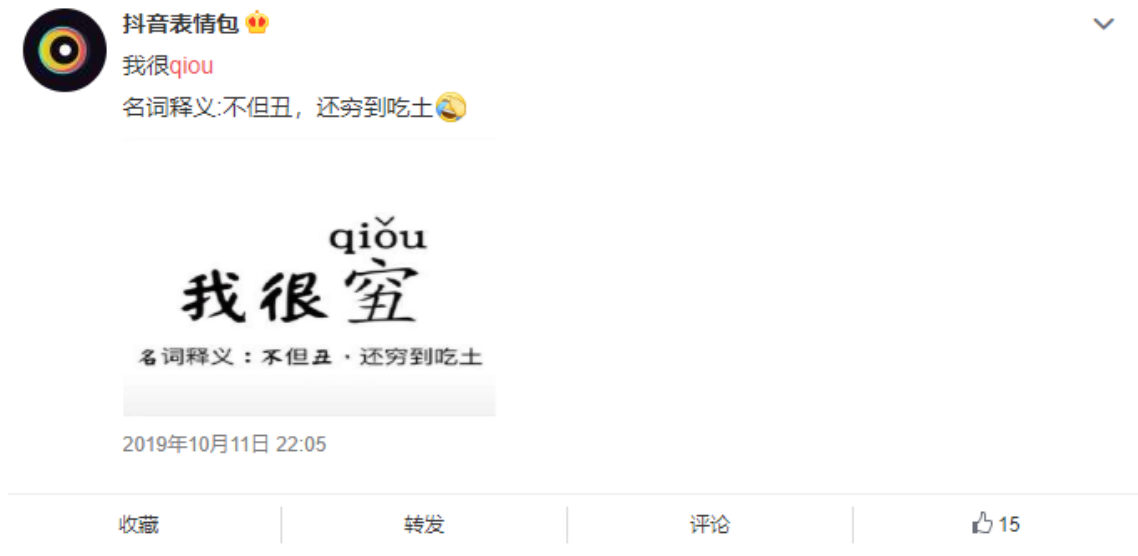 抖音表情包
我很qiou
名词释义:不但丑，还穷到吃土
qiǒu
我很
名词释义：不但丑·还穷到吃土
2019年10月11日 22:05
收藏
转发
评论
15